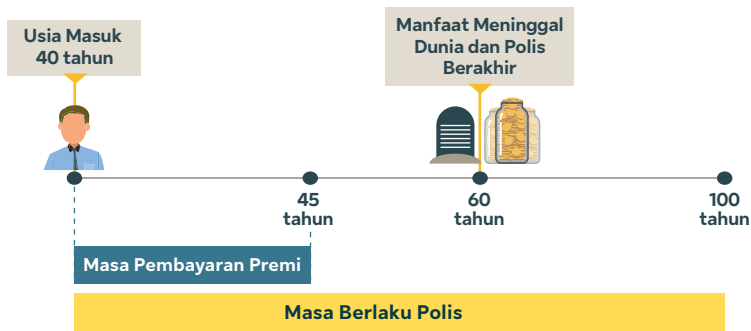 Usia Masuk
40 tahun
Manfaat Meninggal
Dunia dan Polis
Berakhir
45
tahun
60
tahun
100
tahun
Masa Pembayaran Premi
Masa Berlaku Polis